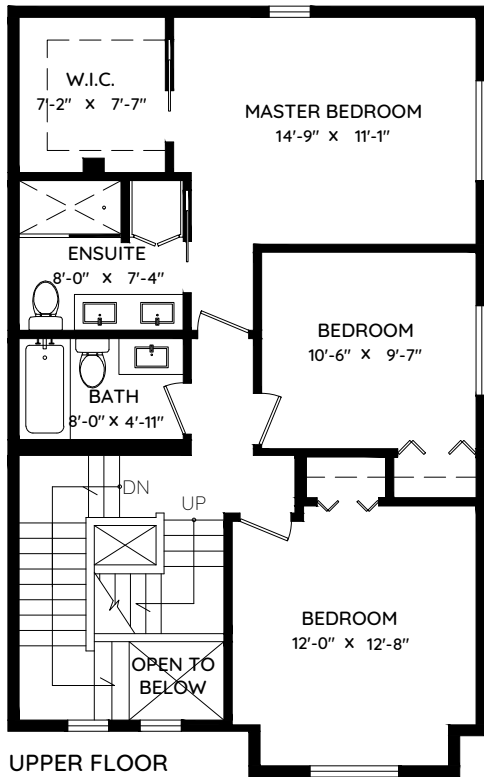 W.I.C.
7'-2" x 7'-7"
MASTER BEDROOM
14'-9" x 11'-1"
ENSUITE
8'-0" x 7'-4"
BEDROOM
10'-6" x 9'-7"
BATH
8'-0" x 4'-11"
DN
UP
BEDROOM
12'-0" x 12'-8"
OPEN TO
BELOW
UPPER FLOOR